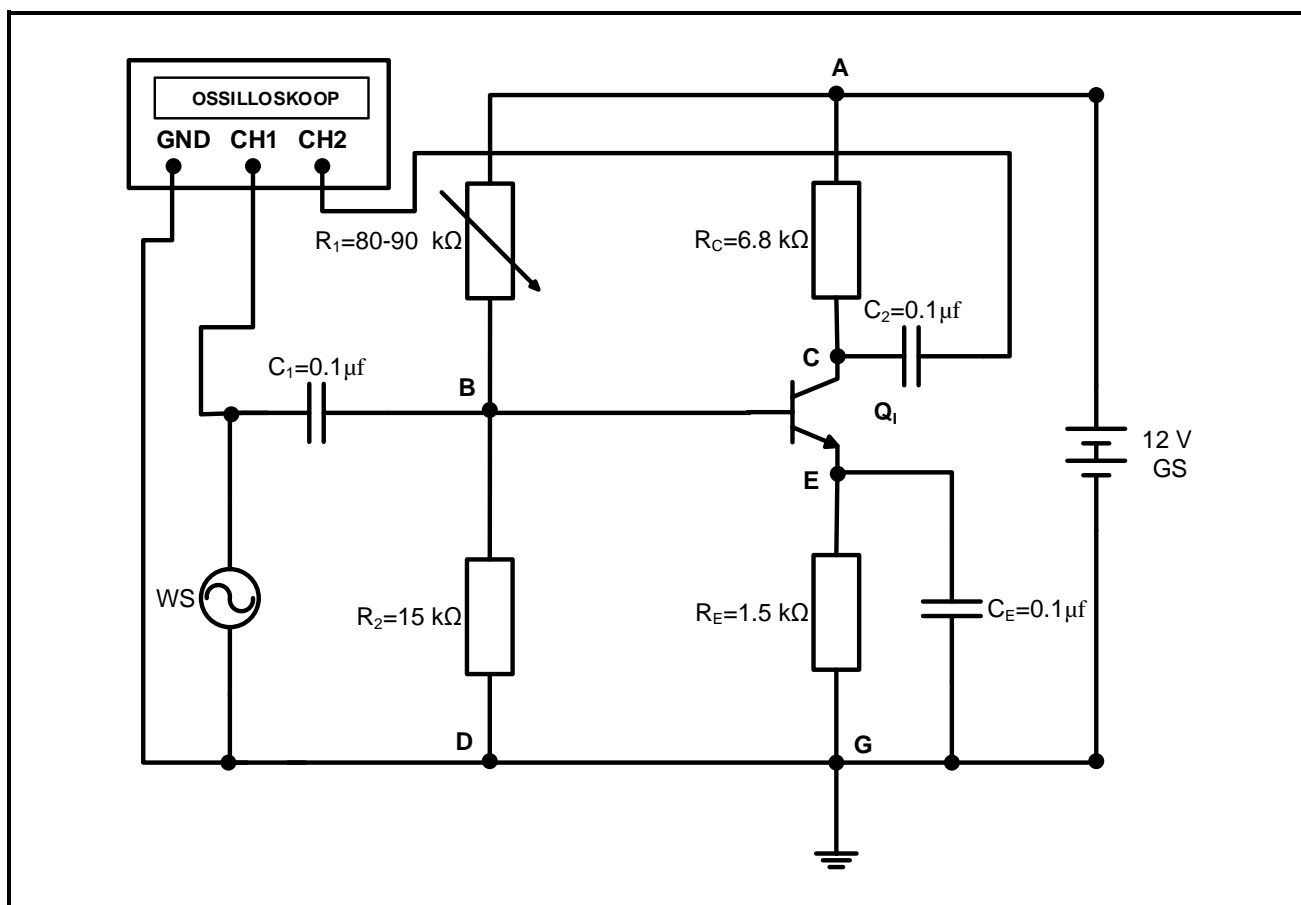 OSSILLOSKOOP
GND CH1 CH2
A
R1=80-90 kΩ
RC=6.8 kΩ
C2=0.1μf
C1=0.1μf
B
C
QI
12 V
GS
E
WS
R2=15 kΩ
RE=1.5 kΩ
CE=0.1μf
D
G